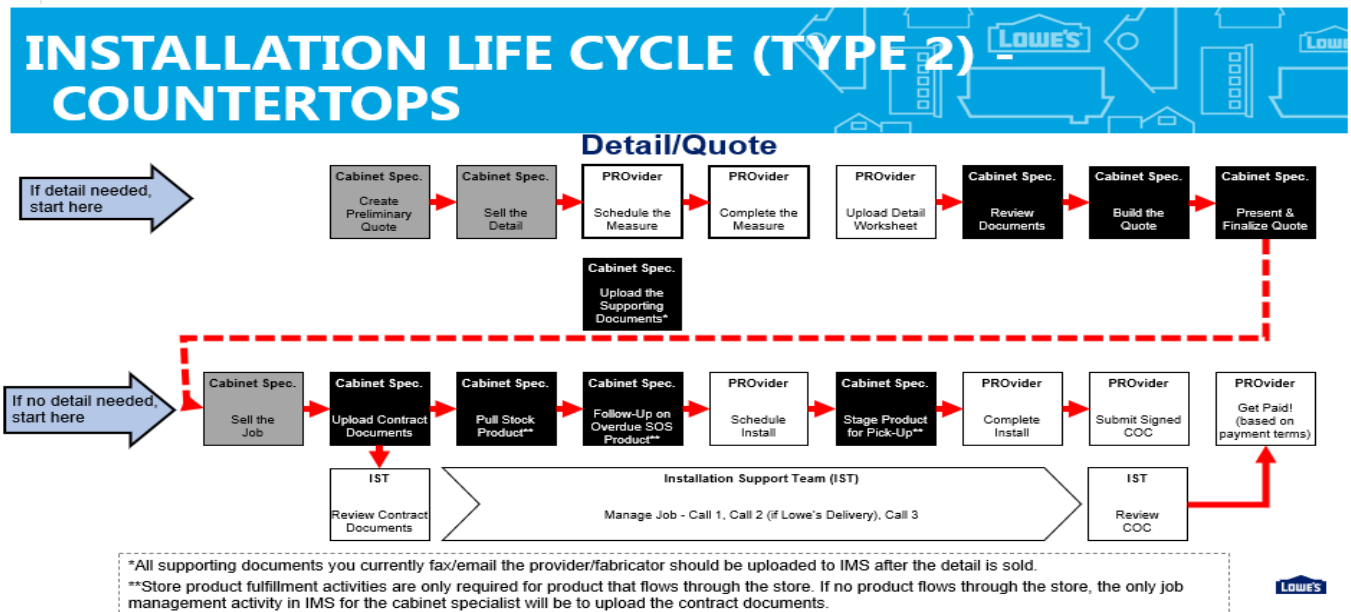 INSTALLATION LIFE CYCLE (TYPE 2) -
COUNTERTOPS
LOWE'S
Detail/Quote
If detail needed,
start here
Cabinet Spec.
Create
Preliminary
Quote
Cabinet Spec.
Sell the
Detail
PROvider
Schedule the
Measure
PROvider
Complete the
Measure
PROvider
Upload Detail
Worksheet
Cabinet Spec.
Review
Documents
Cabinet Spec.
Build the
Quote
Cabinet Spec.
Present &
Finalize Quote
Cabinet Spec.
Upload the
Supporting
Documents*
If no detail needed,
start here
Cabinet Spec.
Sell the
Job
Cabinet Spec.
Upload Contract
Documents
Cabinet Spec.
Pull Stock
Product**
Cabinet Spec.
Follow-Up on
Overdue SOS
Product**
PROvider
Schedule
Install
Cabinet Spec.
Stage Product
for Pick-Up**
PROvider
Complete
Install
PROvider
Submit Signed
COC
PROvider
Get Paid!
(based on
payment terms)
IST
Review Contract
Documents
Installation Support Team (IST)
Manage Job - Call 1, Call 2 (if Lowe's Delivery), Call 3
IST
Review
COC
*All supporting documents you currently fax/email the provider/fabricator should be uploaded to IMS after the detail is sold.
**Store product fulfillment activities are only required for product that flows through the store. If no product flows through the store, the only job
management activity in IMS for the cabinet specialist will be to upload the contract documents.
LOWE'S